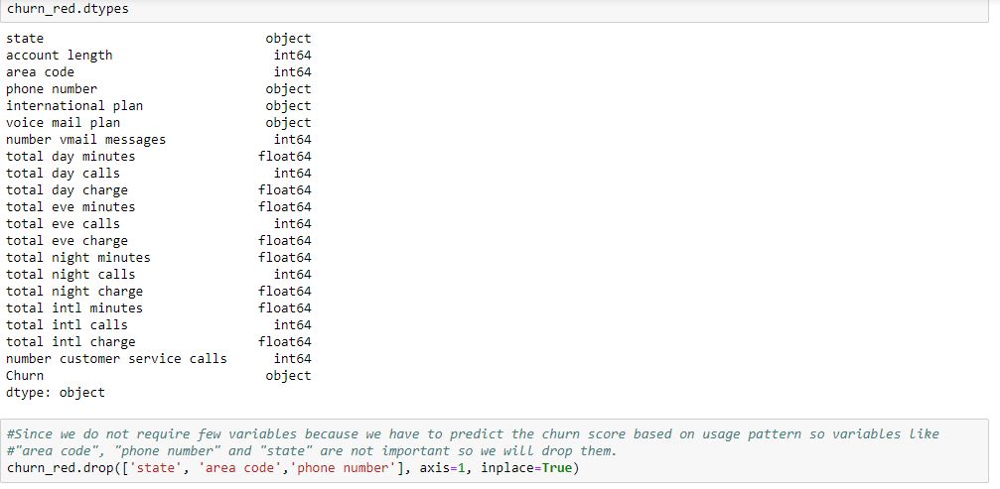 churn_red.dtypes
state object
account length int64
area code int64
phone number object
international plan object
voice mail plan object
number vmail messages int64
total day minutes float64
total day calls int64
total day charge float64
total eve minutes float64
total eve calls int64
total eve charge float64
total night minutes float64
total night calls int64
total night charge float64
total intl minutes float64
total intl calls int64
total intl charge float64
number customer service calls int64
Churn object
dtype: object
#Since we do not require few variables because we have to predict the churn score based on usage pattern so variables like
#"area code", "phone number" and "state" are not important so we will drop them.
churn_red.drop(['state', 'area code','phone number'], axis=1, inplace=True)